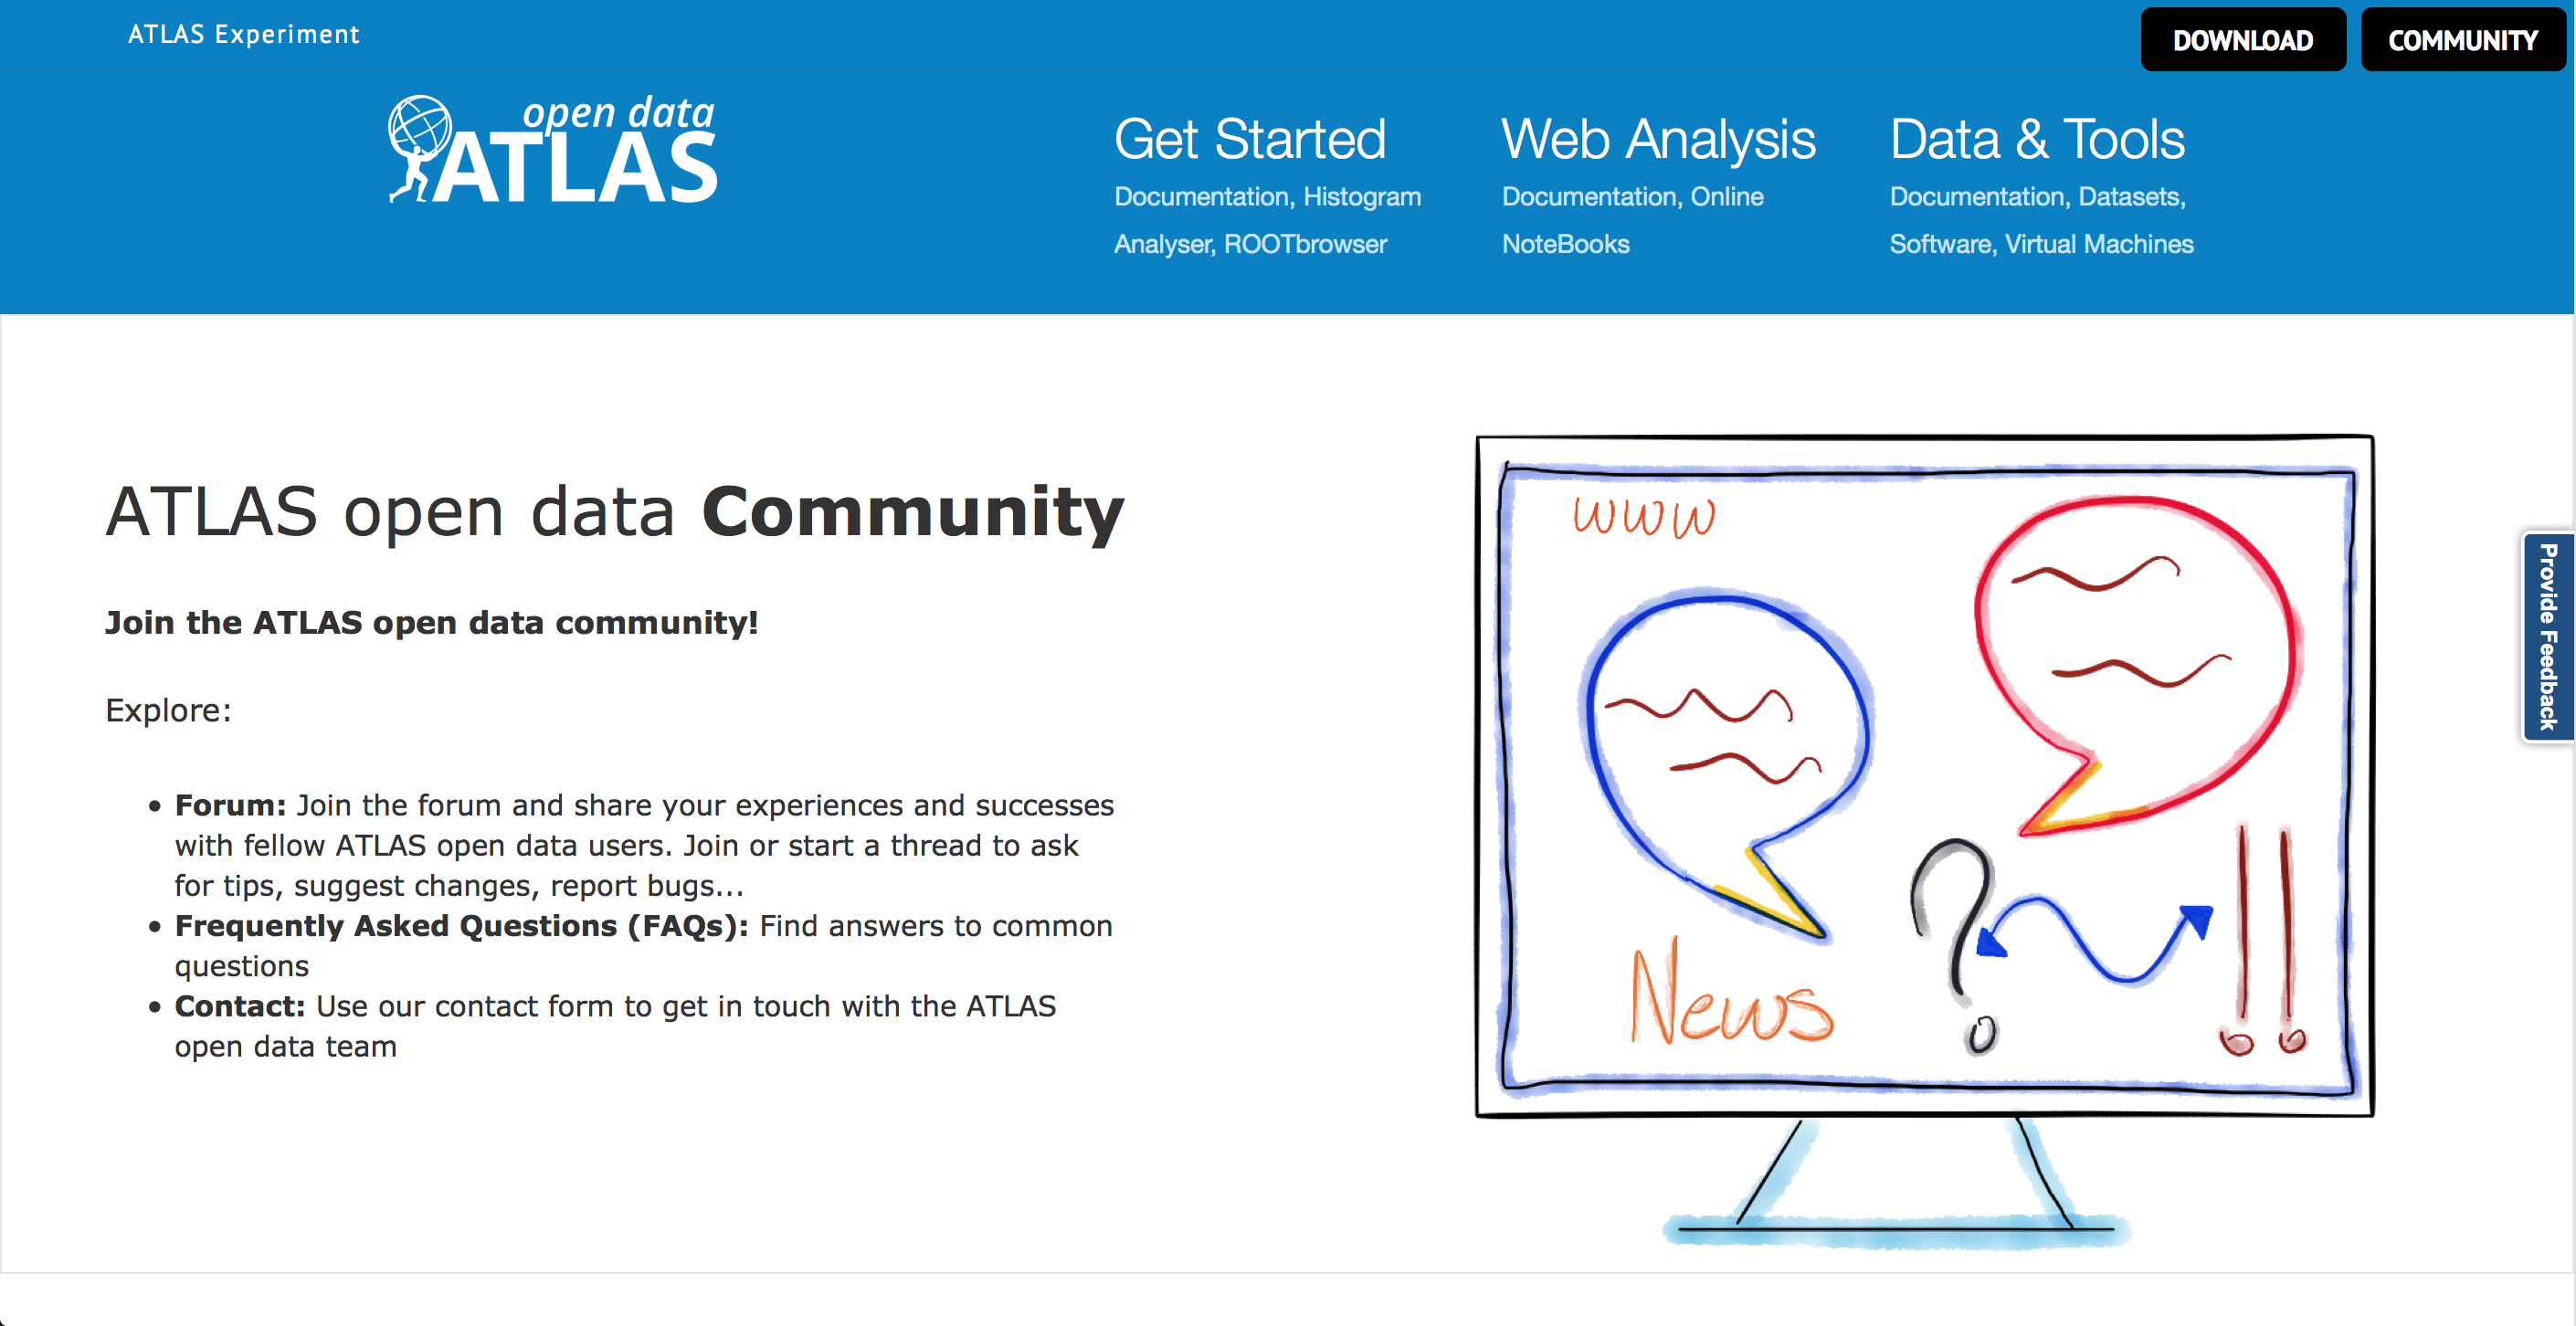 ATLAS Experiment
DOWNLOAD
COMMUNITY
open data
ATLAS
Get Started
Documentation, Histogram
Analyser, ROOTbrowser
Web Analysis
Documentation, Online
NoteBooks
Data & Tools
Documentation, Datasets,
Software, Virtual Machines
ATLAS open data Community
Join the ATLAS open data community!
Explore:
• Forum: Join the forum and share your experiences and successes
with fellow ATLAS open data users. Join or start a thread to ask
for tips, suggest changes, report bugs...
• Frequently Asked Questions (FAQs): Find answers to common
questions
• Contact: Use our contact form to get in touch with the ATLAS
open data team
www
News
? !!
Provide Feedback